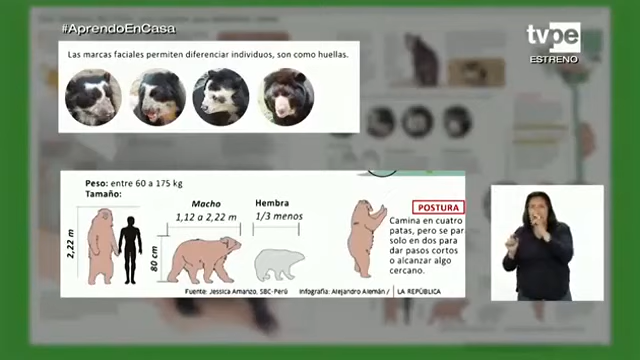 #AprendoEnCasa
tvpe
ESTRENO
Las marcas faciales permiten diferenciar individuos, son como huellas.
Peso: entre 60 a 175 kg
Tamaño:
2,22 m
Macho
1,12 a 2,22 m
80 cm
Hembra
1/3 menos
POSTURA
Camina en cuatro
patas, pero se par
solo en dos para
dar pasos cortos
o alcanzar algo
cercano.
Fuente: Jessica Amanzo, SBC-Perú
Infografía: Alejandro Alemán /
LA REPÚBLICA